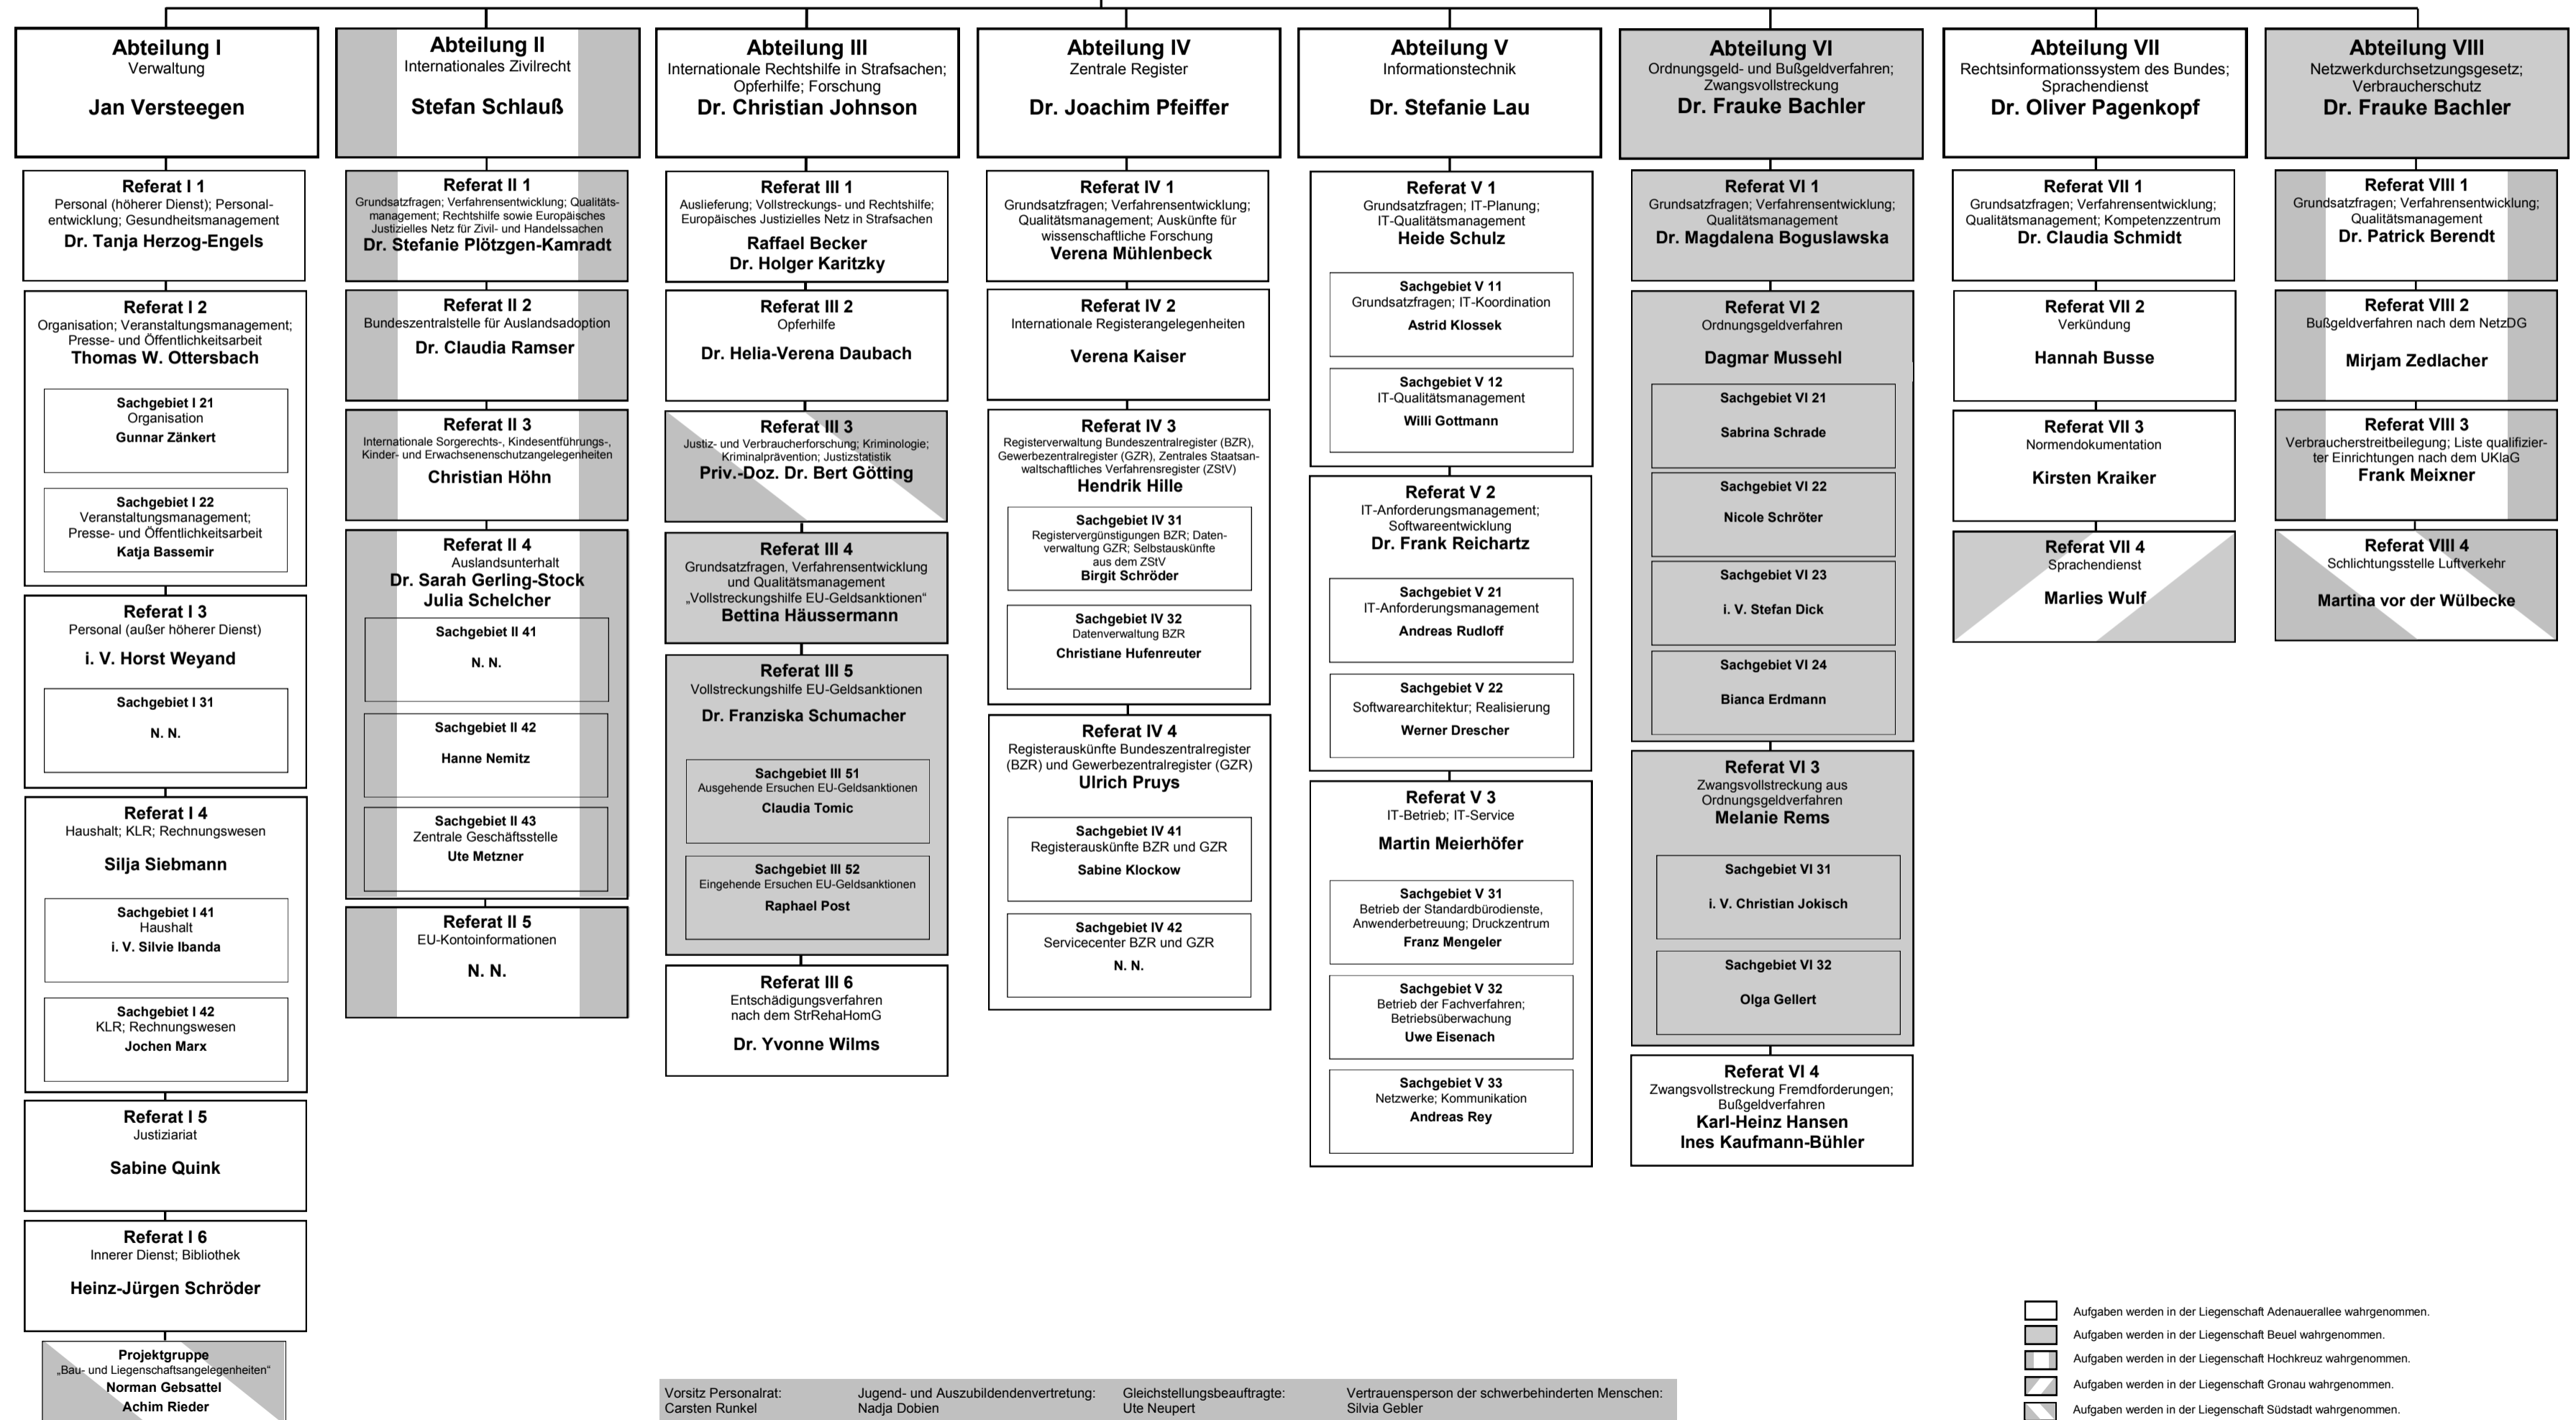 Abteilung I
Verwaltung
Jan Versteegen
Referat I 1
Personal (höherer Dienst); Personal-
entwicklung; Gesundheitsmanagement
Dr. Tanja Herzog-Engels
Referat I 2
Organisation; Veranstaltungsmanagement;
Presse- und Öffentlichkeitsarbeit
Thomas W. Ottersbach
Sachgebiet I 21
Organisation
Gunnar Zänkert
Sachgebiet I 22
Veranstaltungsmanagement;
Presse- und Öffentlichkeitsarbeit
Katja Bassemir
Referat I 3
Personal (außer höherer Dienst)
i. V. Horst Weyand
Sachgebiet I 31
N. N.
Referat I 4
Haushalt; KLR; Rechnungswesen
Silja Siebmann
Sachgebiet I 41
Haushalt
i. V. Silvie Ibanda
Sachgebiet I 42
KLR; Rechnungswesen
Jochen Marx
Referat I 5
Justiziariat
Sabine Quink
Referat I 6
Innerer Dienst; Bibliothek
Heinz-Jürgen Schröder
Projektgruppe
„Bau- und Liegenschaftsangelegenheiten“
Norman Gebsattel
Achim Rieder
Abteilung II
Internationales Zivilrecht
Stefan Schlauß
Referat II 1
Grundsatzfragen; Verfahrensentwicklung; Qualitäts-
management; Rechtshilfe sowie Europäisches
Justizielles Netz für Zivil- und Handelssachen
Dr. Stefanie Plötzgen-Kamradt
Referat II 2
Bundeszentralstelle für Auslandsadoption
Dr. Claudia Ramser
Referat II 3
Internationale Sorgerechts-, Kindesentführungs-,
Kinder- und Erwachsenenschutzangelegenheiten
Christian Höhn
Referat II 4
Auslandsunterhalt
Dr. Sarah Gerling-Stock
Julia Schelcher
Sachgebiet II 41
N. N.
Sachgebiet II 42
Hanne Nemitz
Sachgebiet II 43
Zentrale Geschäftsstelle
Ute Metzner
Referat II 5
EU-Kontoinformationen
N. N.
Abteilung III
Internationale Rechtshilfe in Strafsachen;
Opferhilfe; Forschung
Dr. Christian Johnson
Referat III 1
Auslieferung; Vollstreckungs- und Rechtshilfe;
Europäisches Justizielles Netz in Strafsachen
Raffael Becker
Dr. Holger Karitzky
Referat III 2
Opferhilfe
Dr. Helia-Verena Daubach
Referat III 3
Justiz- und Verbraucherforschung; Kriminologie;
Kriminalprävention; Justizstatistik
Priv.-Doz. Dr. Bert Götting
Referat III 4
Grundsatzfragen, Verfahrensentwicklung
und Qualitätsmanagement
„Vollstreckungshilfe EU-Geldsanktionen“
Bettina Häussermann
Referat III 5
Vollstreckungshilfe EU-Geldsanktionen
Dr. Franziska Schumacher
Sachgebiet III 51
Ausgehende Ersuchen EU-Geldsanktionen
Claudia Tomic
Sachgebiet III 52
Eingehende Ersuchen EU-Geldsanktionen
Raphael Post
Referat III 6
Entschädigungsverfahren
nach dem StrRehaHomG
Dr. Yvonne Wilms
Abteilung IV
Zentrale Register
Dr. Joachim Pfeiffer
Referat IV 1
Grundsatzfragen; Verfahrensentwicklung;
Qualitätsmanagement; Auskünfte für
wissenschaftliche Forschung
Verena Mühlenbeck
Referat IV 2
Internationale Registerangelegenheiten
Verena Kaiser
Referat IV 3
Registerverwaltung Bundeszentralregister (BZR),
Gewerbezentralregister (GZR), Zentrales Staatsan-
waltschaftliches Verfahrensregister (ZStV)
Hendrik Hille
Sachgebiet IV 31
Registervergünstigungen BZR; Daten-
verwaltung GZR; Selbstauskünfte
aus dem ZStV
Birgit Schröder
Sachgebiet IV 32
Datenverwaltung BZR
Christiane Hufenreuter
Referat IV 4
Registerauskünfte Bundeszentralregister
(BZR) und Gewerbezentralregister (GZR)
Ulrich Pruys
Sachgebiet IV 41
Registerauskünfte BZR und GZR
Sabine Klockow
Sachgebiet IV 42
Servicecenter BZR und GZR
N. N.
Abteilung V
Informationstechnik
Dr. Stefanie Lau
Referat V 1
Grundsatzfragen; IT-Planung;
IT-Qualitätsmanagement
Heide Schulz
Sachgebiet V 11
Grundsatzfragen; IT-Koordination
Astrid Klossek
Sachgebiet V 12
IT-Qualitätsmanagement
Willi Gottmann
Referat V 2
IT-Anforderungsmanagement;
Softwareentwicklung
Dr. Frank Reichartz
Sachgebiet V 21
IT-Anforderungsmanagement
Andreas Rudloff
Sachgebiet V 22
Softwarearchitektur; Realisierung
Werner Drescher
Referat V 3
IT-Betrieb; IT-Service
Martin Meierhöfer
Sachgebiet V 31
Betrieb der Standardbürodienste,
Anwenderbetreuung; Druckzentrum
Franz Mengeler
Sachgebiet V 32
Betrieb der Fachverfahren;
Betriebsüberwachung
Uwe Eisenach
Sachgebiet V 33
Netzwerke; Kommunikation
Andreas Rey
Abteilung VI
Ordnungsgeld- und Bußgeldverfahren;
Zwangsvollstreckung
Dr. Frauke Bachler
Referat VI 1
Grundsatzfragen; Verfahrensentwicklung;
Qualitätsmanagement
Dr. Magdalena Boguslawska
Referat VI 2
Ordnungsgeldverfahren
Dagmar Mussehl
Sachgebiet VI 21
Sabrina Schrade
Sachgebiet VI 22
Nicole Schröter
Sachgebiet VI 23
i. V. Stefan Dick
Sachgebiet VI 24
Bianca Erdmann
Referat VI 3
Zwangsvollstreckung aus
Ordnungsgeldverfahren
Melanie Rems
Sachgebiet VI 31
i. V. Christian Jokisch
Sachgebiet VI 32
Olga Gellert
Referat VI 4
Zwangsvollstreckung Fremdforderungen;
Bußgeldverfahren
Karl-Heinz Hansen
Ines Kaufmann-Bühler
Abteilung VII
Rechtsinformationssystem des Bundes;
Sprachendienst
Dr. Oliver Pagenkopf
Referat VII 1
Grundsatzfragen; Verfahrensentwicklung;
Qualitätsmanagement; Kompetenzzentrum
Dr. Claudia Schmidt
Referat VII 2
Verkündung
Hannah Busse
Referat VII 3
Normendokumentation
Kirsten Kraiker
Referat VII 4
Sprachendienst
Marlies Wulf
Abteilung VIII
Netzwerkdurchsetzungsgesetz;
Verbraucherschutz
Dr. Frauke Bachler
Referat VIII 1
Grundsatzfragen; Verfahrensentwicklung;
Qualitätsmanagement
Dr. Patrick Berendt
Referat VIII 2
Bußgeldverfahren nach dem NetzDG
Mirjam Zedlacher
Referat VIII 3
Verbraucherstreitbeilegung; Liste qualifizier-
ter Einrichtungen nach dem UKlaG
Frank Meixner
Referat VIII 4
Schlichtungsstelle Luftverkehr
Martina vor der Wülbecke
Vorsitz Personalrat:
Carsten Runkel
Jugend- und Auszubildendenvertretung:
Nadja Dobien
Gleichstellungsbeauftragte:
Ute Neupert
Vertrauensperson der schwerbehinderten Menschen:
Silvia Gebler
Aufgaben werden in der Liegenschaft Adenauerallee wahrgenommen.
Aufgaben werden in der Liegenschaft Beuel wahrgenommen.
Aufgaben werden in der Liegenschaft Hochkreuz wahrgenommen.
Aufgaben werden in der Liegenschaft Gronau wahrgenommen.
Aufgaben werden in der Liegenschaft Südstadt wahrgenommen.